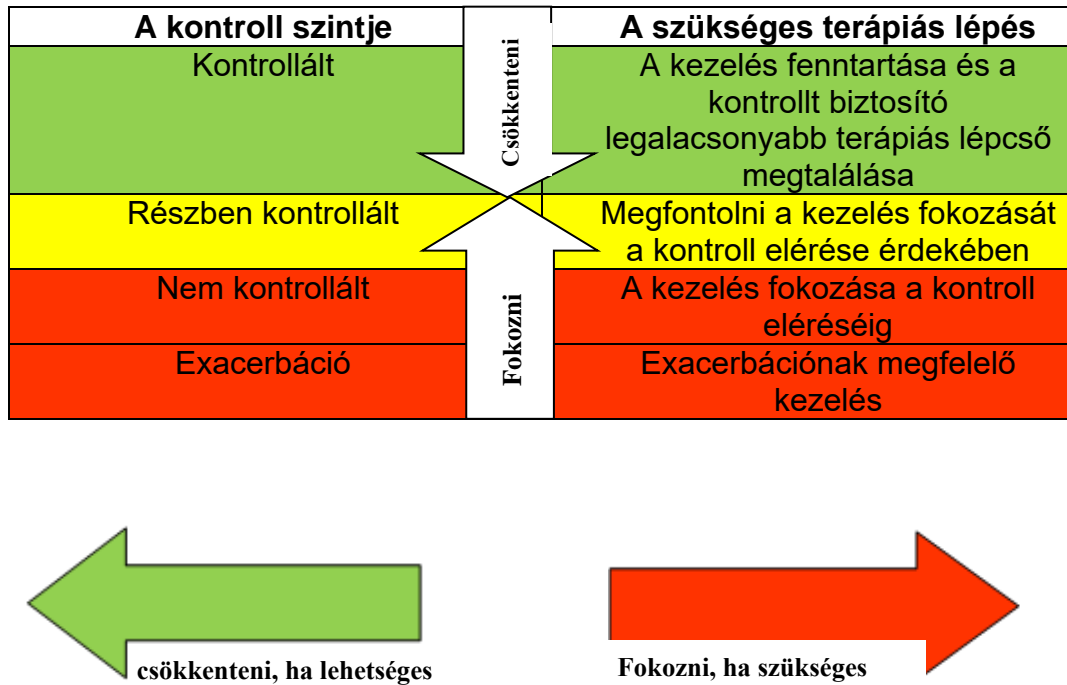 A kontroll szintje
A szükséges terápiás lépés
Csökkenteni
Kontrollált
A kezelés fenntartása és a
kontrollt biztosító
legalacsonyabb terápiás lépcső
megtalálása
Részben kontrollált
Megfontolni a kezelés fokozását
a kontroll elérése érdekében
Fokozni
Nem kontrollált
A kezelés fokozása a kontroll
eléréséig
Exacerbáció
Exacerbációnak megfelelő
kezelés
csökkenteni, ha lehetséges
Fokozni, ha szükséges